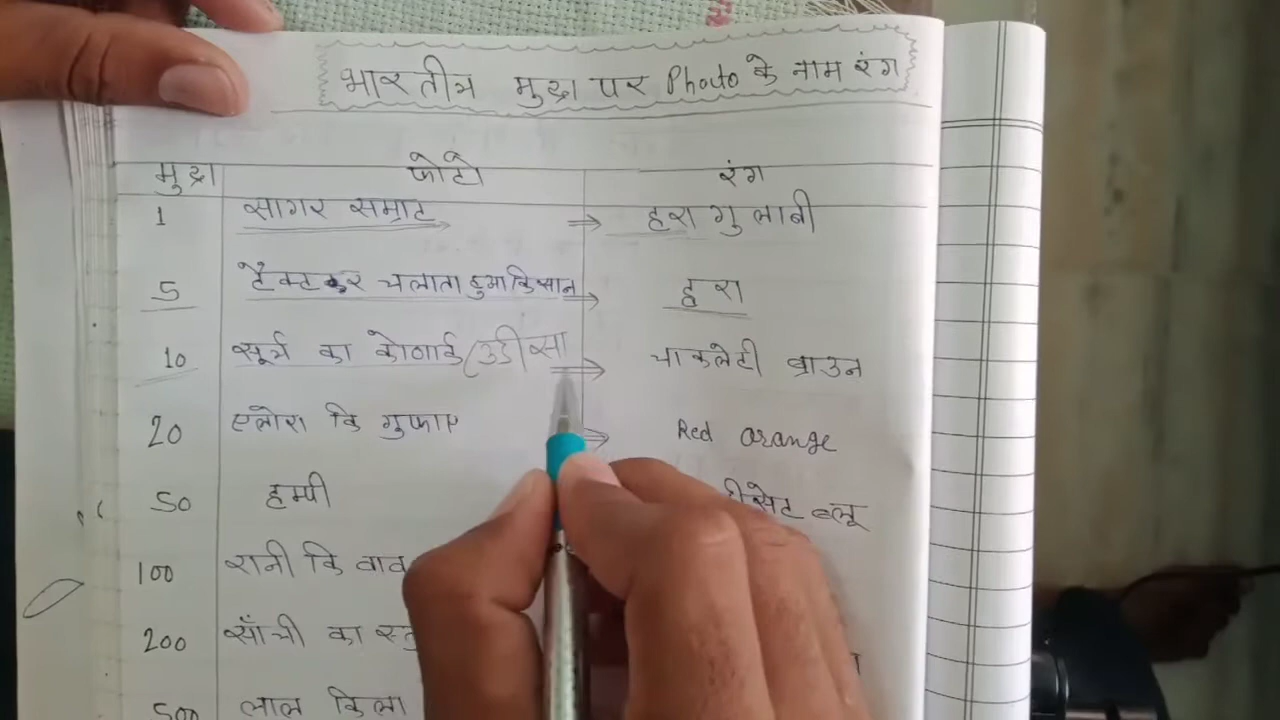 भारतीय मुद्रा पर Phouto के नाम रंग
मुद्रा फोटो रंग
1 सागर सम्राट ⇒ हरा गुलाबी
5 टैक्टर चलाता हुआ किसान ⇒ हरा
10 सूर्य का कोणार्क (उडीसा ⇒ चाकलेटी ब्राउन
20 एलोरा कि गुफाए ⇒ Red orange
50 हम्पी ब्लू
100 रानी कि वाव
200 साँची का
500 लाल किला